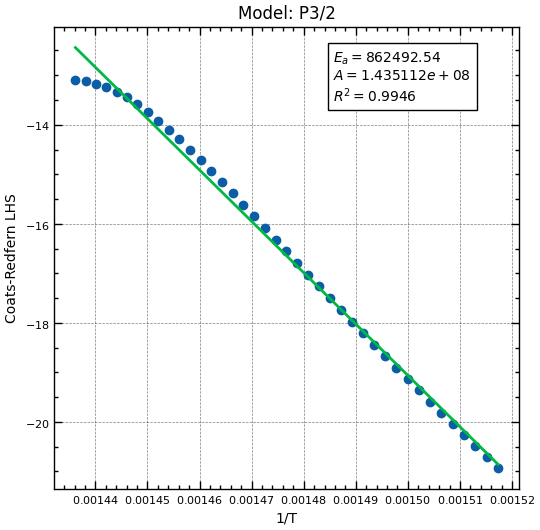 Model: P3/2
E_a = 862492.54
A = 1.435112e + 08
R^2 = 0.9946
Coats-Redfern LHS
−14
−16
−18
−20
0.00144 0.00145 0.00146 0.00147 0.00148 0.00149 0.00150 0.00151 0.00152
1/T